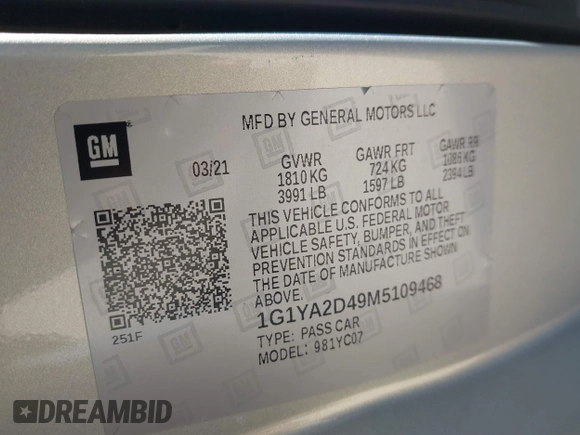 MFD BY GENERAL MOTORS LLC
GM
03/21
GVWR
1810 KG
3991 LB
GAWR FRT
724 KG
1597 LB
GAWR RR
1086 KG
2394 LB
THIS VEHICLE CONFORMS TO ALL
APPLICABLE U.S. FEDERAL MOTOR
VEHICLE SAFETY, BUMPER, AND THEFT
PREVENTION STANDARDS IN EFFECT ON
THE DATE OF MANUFACTURE SHOWN
ABOVE.
1G1YA2D49M5109468
TYPE: PASS CAR
MODEL: 981YC07
251F
DREAMBID